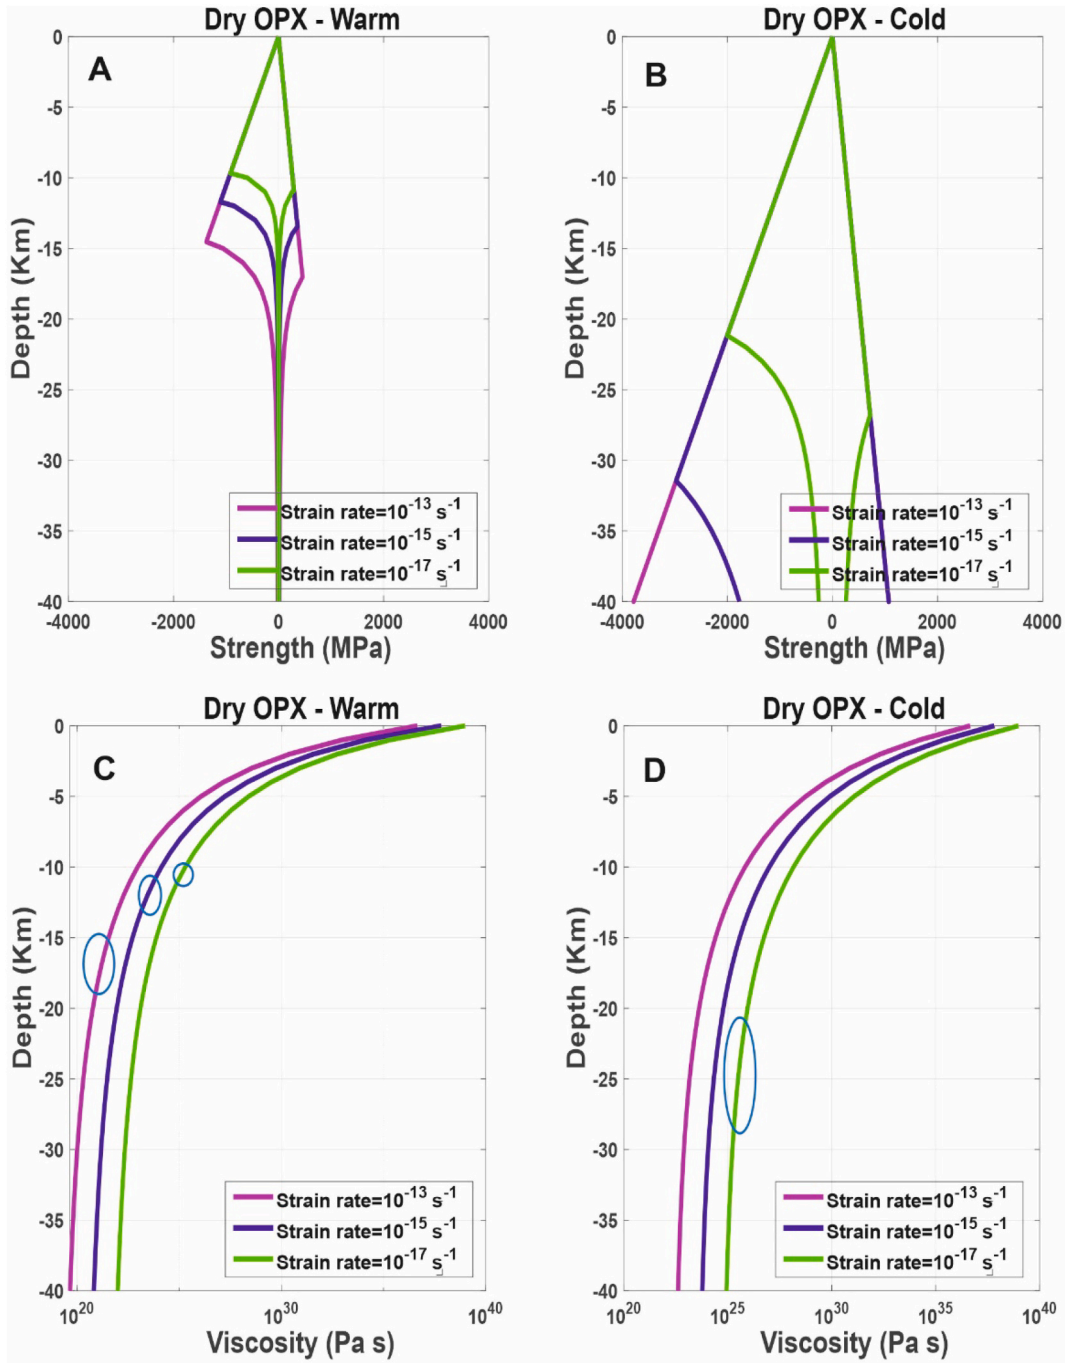 Dry OPX - Warm
A
0
-5
-10
-15
-20
-25
-30
-35
-40
Depth (Km)
Strain rate=10^-13 s^-1
Strain rate=10^-15 s^-1
Strain rate=10^-17 s^-1
-4000 -2000 0 2000 4000
Strength (MPa)
Dry OPX - Cold
B
0
-5
-10
-15
-20
-25
-30
-35
-40
Depth (Km)
Strain rate=10^-13 s^-1
Strain rate=10^-15 s^-1
Strain rate=10^-17 s^-1
-4000 -2000 0 2000 4000
Strength (MPa)
Dry OPX - Warm
C
0
-5
-10
-15
-20
-25
-30
-35
-40
Depth (Km)
Strain rate=10^-13 s^-1
Strain rate=10^-15 s^-1
Strain rate=10^-17 s^-1
10^20 10^30 10^40
Viscosity (Pa s)
Dry OPX - Cold
D
0
-5
-10
-15
-20
-25
-30
-35
-40
Depth (Km)
Strain rate=10^-13 s^-1
Strain rate=10^-15 s^-1
Strain rate=10^-17 s^-1
10^20 10^25 10^30 10^35 10^40
Viscosity (Pa s)